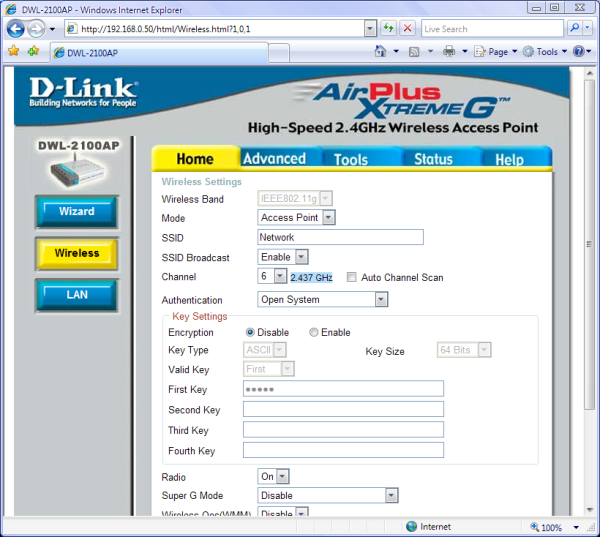 DWL-2100AP - Windows Internet Explorer
http://192.168.0.50/html/Wireless.html?1,0,1
Live Search
DWL-2100AP
Page
Tools
D-Link
Building Networks for People
AirPlus
XTREME G™
High-Speed 2.4GHz Wireless Access Point
DWL-2100AP
Home Advanced Tools Status Help
Wizard
Wireless
LAN
Wireless Settings
Wireless Band IEEE802.11g
Mode Access Point
SSID Network
SSID Broadcast Enable
Channel 6 2.437 GHz Auto Channel Scan
Authentication Open System
Key Settings
Encryption Disable Enable
Key Type ASCII Key Size 64 Bits
Valid Key First
First Key •••••
Second Key
Third Key
Fourth Key
Radio On
Super G Mode Disable
Wireless Qos(WMM) Disable
Internet
100%